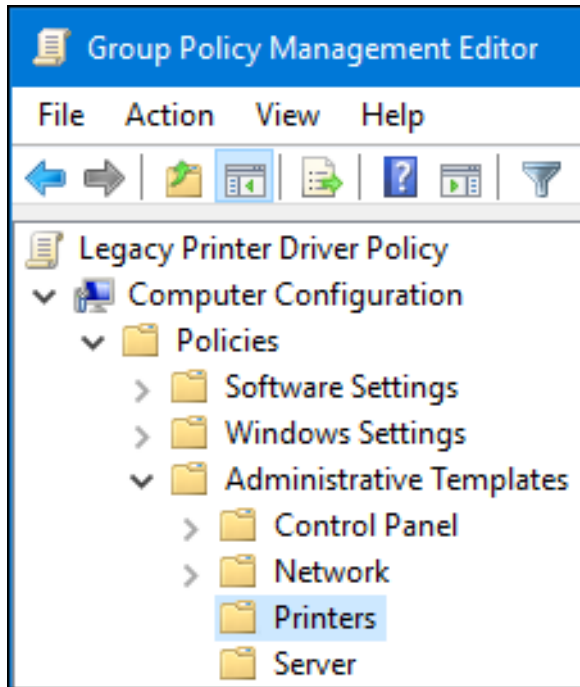 Group Policy Management Editor
File Action View Help
Legacy Printer Driver Policy
Computer Configuration
Policies
Software Settings
Windows Settings
Administrative Templates
Control Panel
Network
Printers
Server